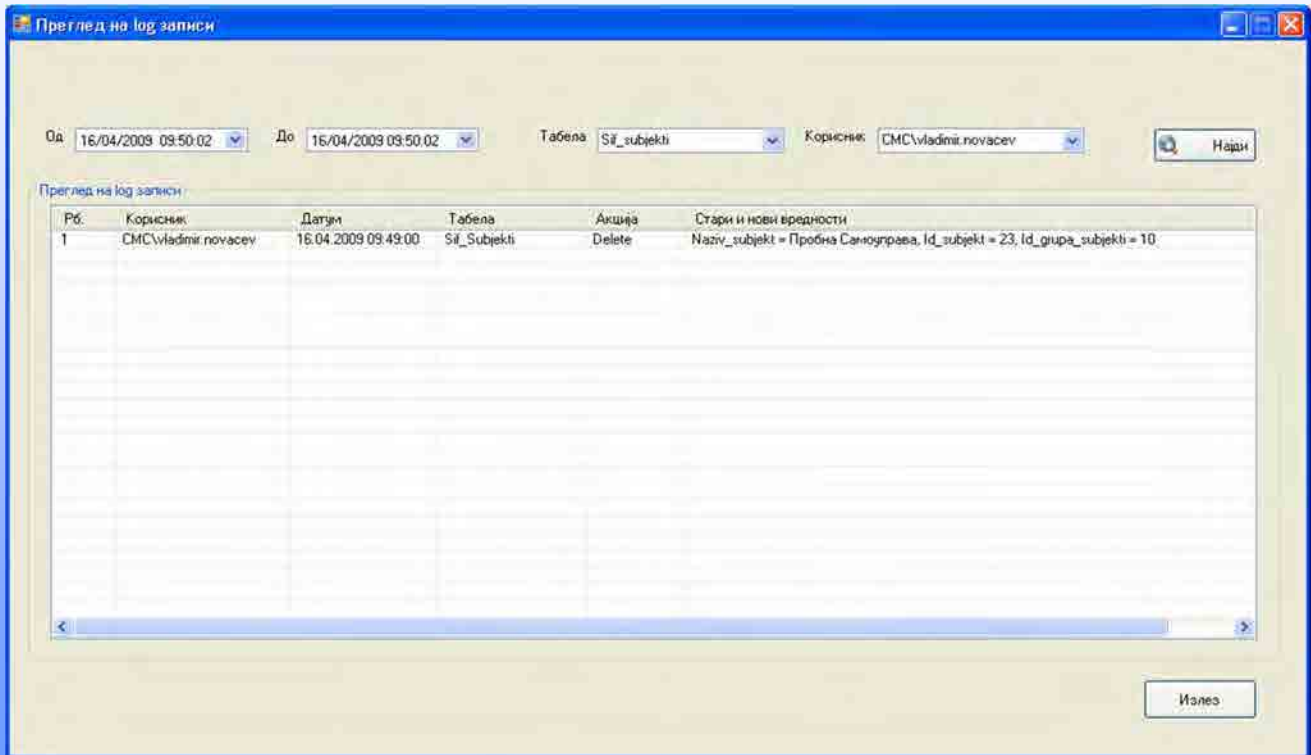 Преглед на log записи
Од 16/04/2009 09:50:02 До 16/04/2009 09:50:02 Табела Sif_subjekti Корисник CMC\vladimir.novacev Најди
Преглед на log записи
Рб. Корисник Датум Табела Акција Стари и нови вредности
1 CMC\vladimir.novacev 16.04.2009 09:49:00 Sif_Subjekti Delete Naziv_subjekt = Пробна Самоуправа, Id_subjekt = 23, Id_grupa_subjekti = 10
Излез